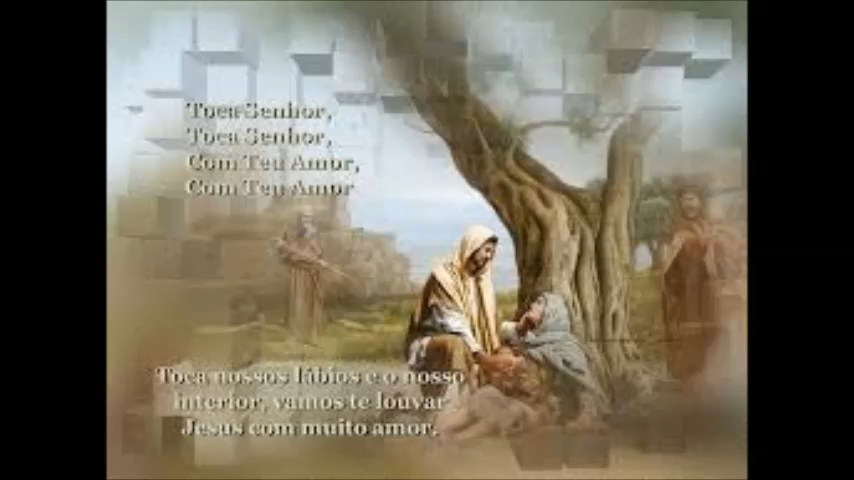 Toca Senhor,
Toca Senhor,
Com Teu Amor,
Com Teu Amor
Toca nossos lábios e o nosso
interior, vamos te louvar
Jesus com muito amor.